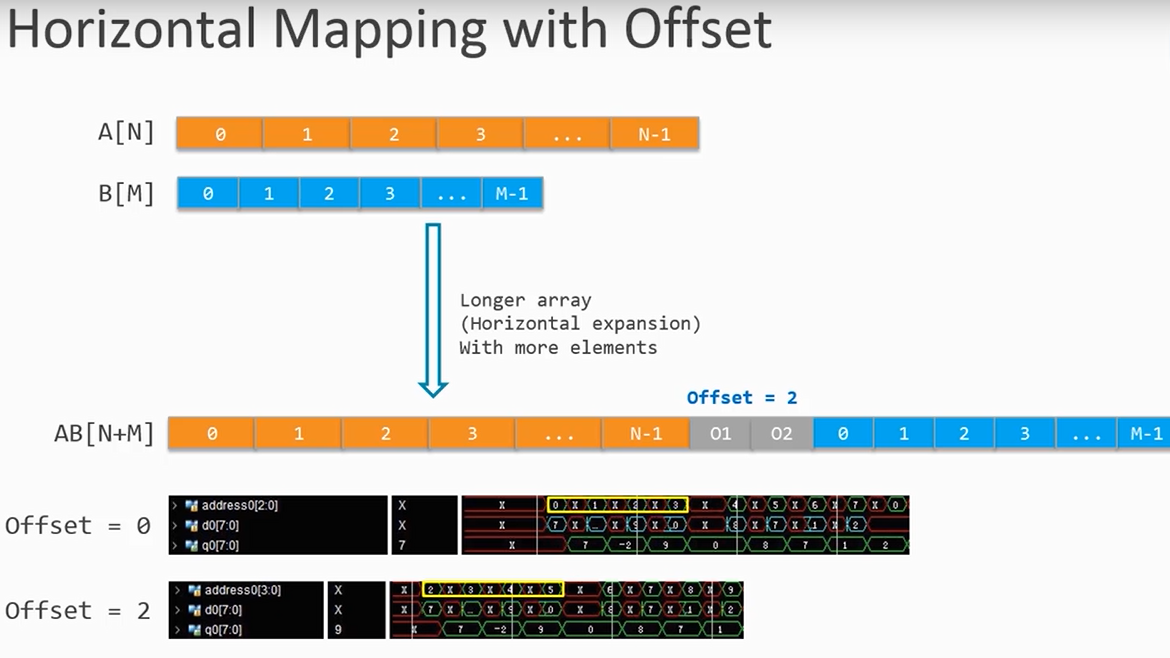 Horizontal Mapping with Offset
A[N] 0 1 2 3 ... N-1
B[M] 0 1 2 3 ... M-1
Longer array
(Horizontal expansion)
With more elements
Offset = 2
AB[N+M] 0 1 2 3 ... N-1 O1 O2 0 1 2 3 ... M-1
Offset = 0
address0[2:0] X X 0 X 1 X 2 X 3 X 4 X 5 X 6 X 7 X 0
d0[7:0] X X 7 X X 9 X 0 X 8 X 7 X 1 X 2
q0[7:0] 7 X 7 -2 9 0 8 7 1 2
Offset = 2
address0[3:0] X X 2 X 3 X 4 X 5 X 6 X 7 X 8 X 9
d0[7:0] X X 7 X X 9 X 0 X 8 X 7 X 1 X 2
q0[7:0] 9 X 7 -2 9 0 8 7 1